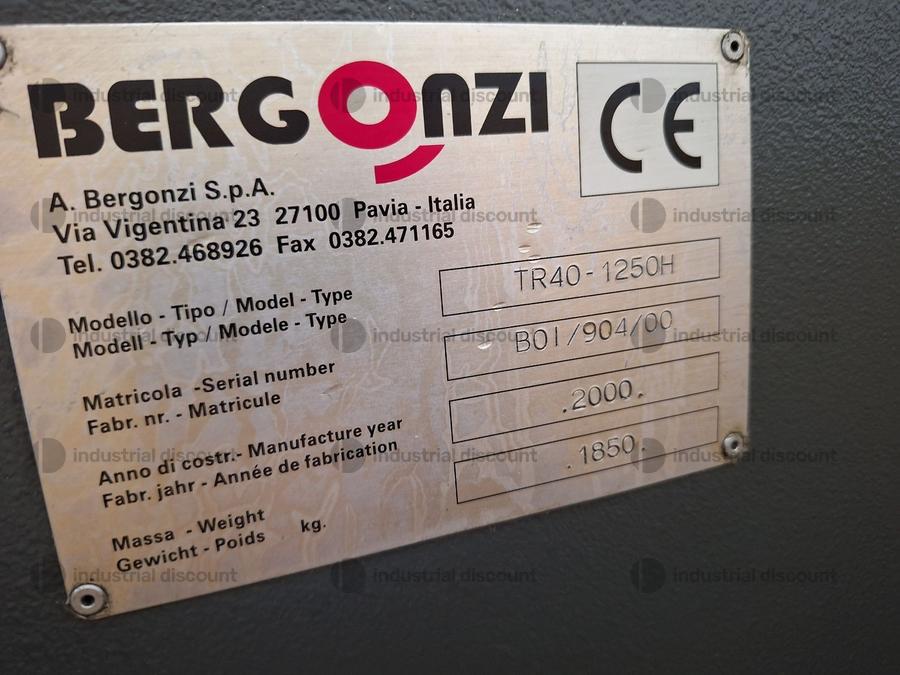 BERGONZI
CE
A. Bergonzi S.p.A.
Via Vigentina 23 27100 Pavia - Italia
Tel. 0382.468926 Fax 0382.471165
Modello - Tipo / Model - Type
Modell - Typ / Modele - Type
TR40-1250H
Matricola -Serial number
Fabr. nr. - Matricule
B01/904/00
Anno di costr.- Manufacture year
Fabr. jahr - Année de fabrication
.2000.
Massa - Weight
Gewicht - Poids kg.
.1850.
industrial discount